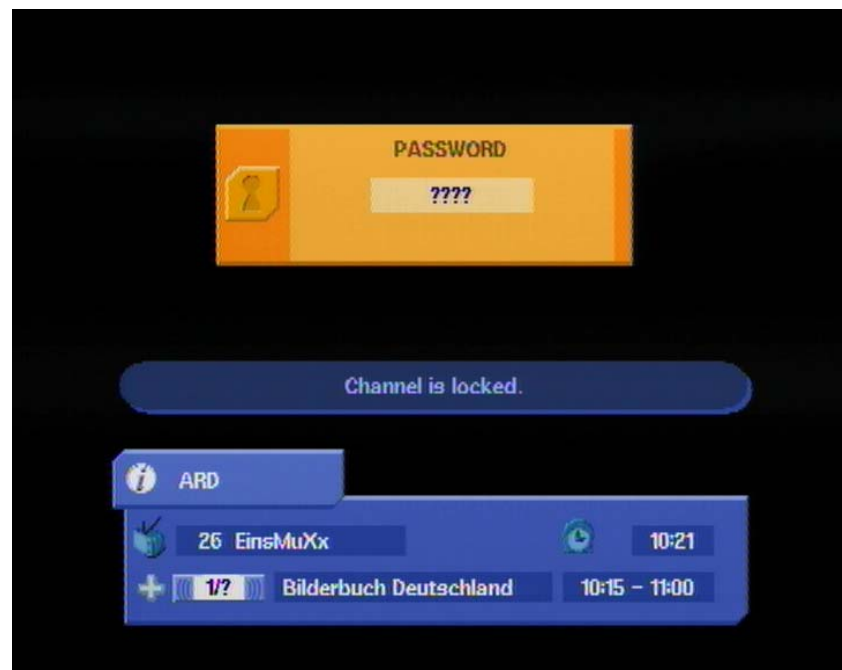 PASSWORD
????
Channel is locked.
i ARD
26 EinsMuXx 10:21
1/? Bilderbuch Deutschland 10:15 - 11:00